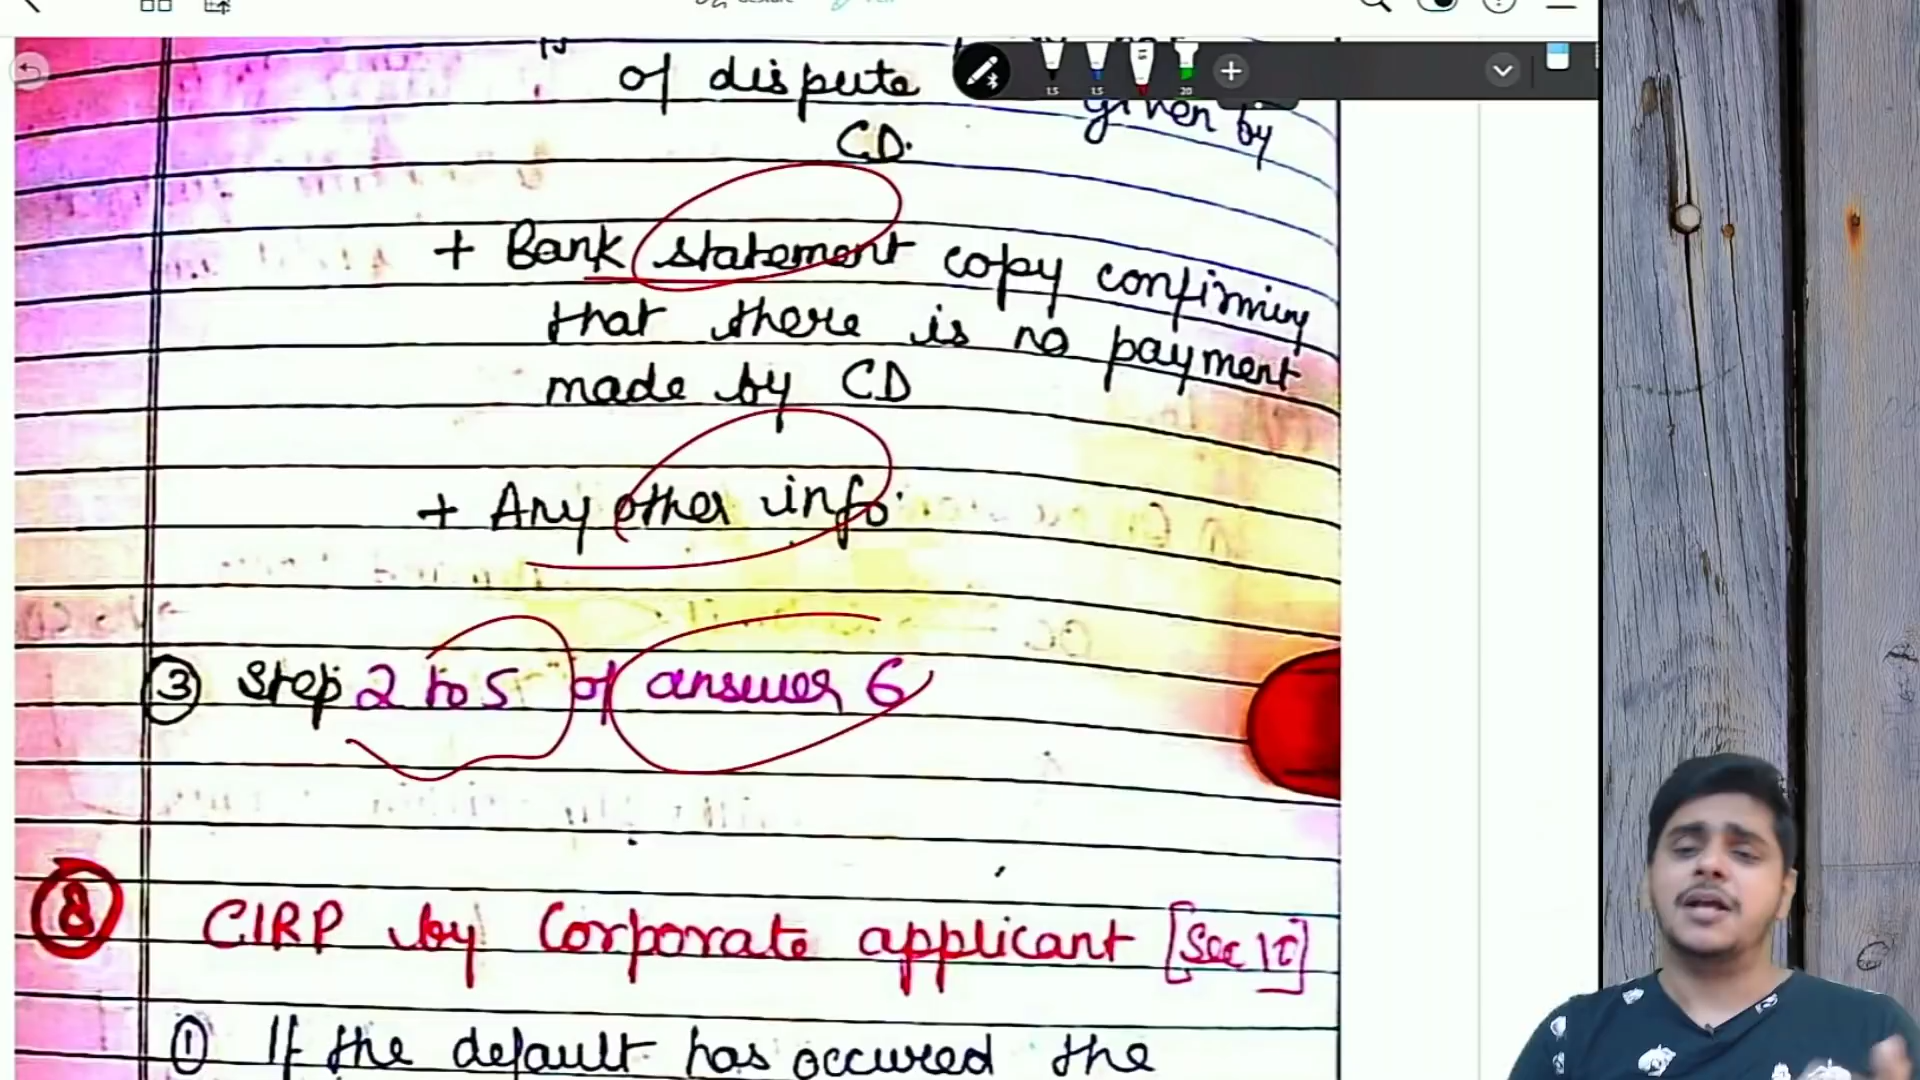 of dispute
given by
CD.
+ Bank statement copy confirming
that there is no payment
made by CD
+ Any other info.
③ Step 2 to 5 of answer 6
⑧ CIRP by Corporate applicant [Sec 10]
① If the default has occured the